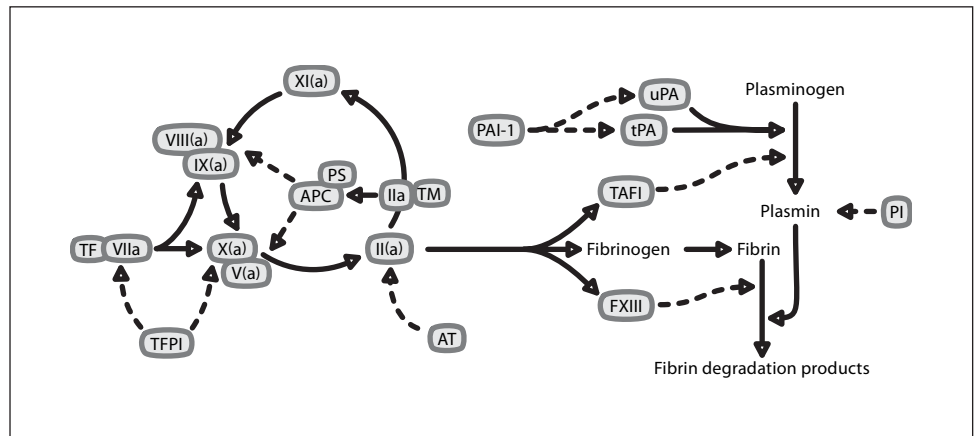 XI(a)
uPA
Plasminogen
PAI-1
tPA
VIII(a)
IX(a)
PS
APC
IIa
TM
TAFI
Plasmin
PI
TF
VIIa
X(a)
II(a)
Fibrinogen
Fibrin
V(a)
FXIII
TFPI
AT
Fibrin degradation products